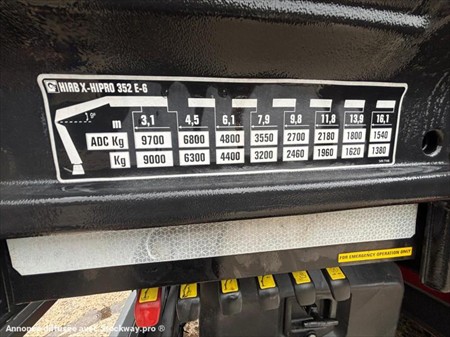 HIAB X-HIPRO 352 E-6
9°
m 3,1 4,5 6,1 7,9 9,8 11,8 13,9 16,1
ADC Kg 9700 6800 4800 3550 2700 2180 1800 1540
Kg 9000 6300 4400 3200 2460 1960 1620 1380
FOR EMERGENCY OPERATION ONLY
Annonce diffusée avec Stockway.pro ®